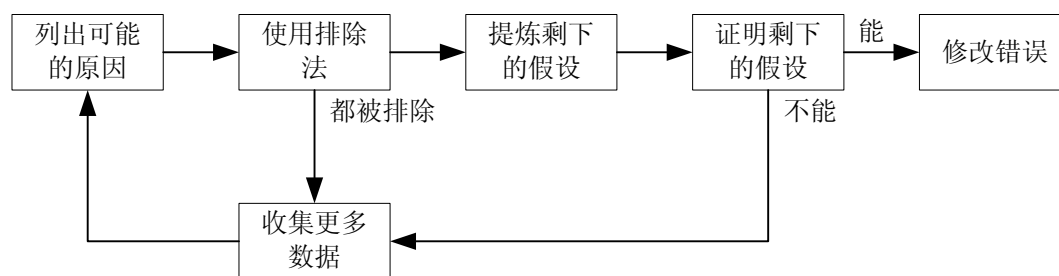 列出可能
的原因
使用排除
法
提炼剩下
的假设
证明剩下
的假设
能
修改错误
都被排除
不能
收集更多
数据